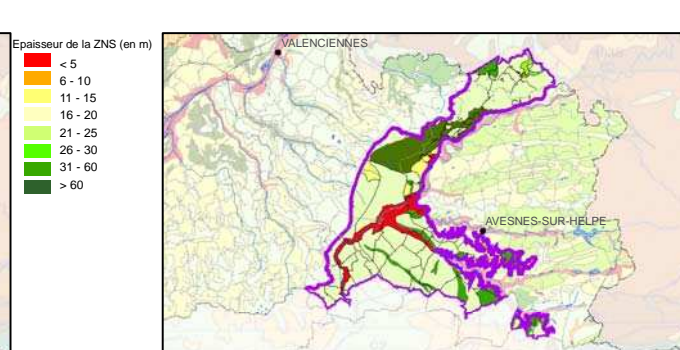 Epaisseur de la ZNS (en m)
< 5
6 - 10
11 - 15
16 - 20
21 - 25
26 - 30
31 - 60
> 60
VALENCIENNES
AVESNES-SUR-HELPE